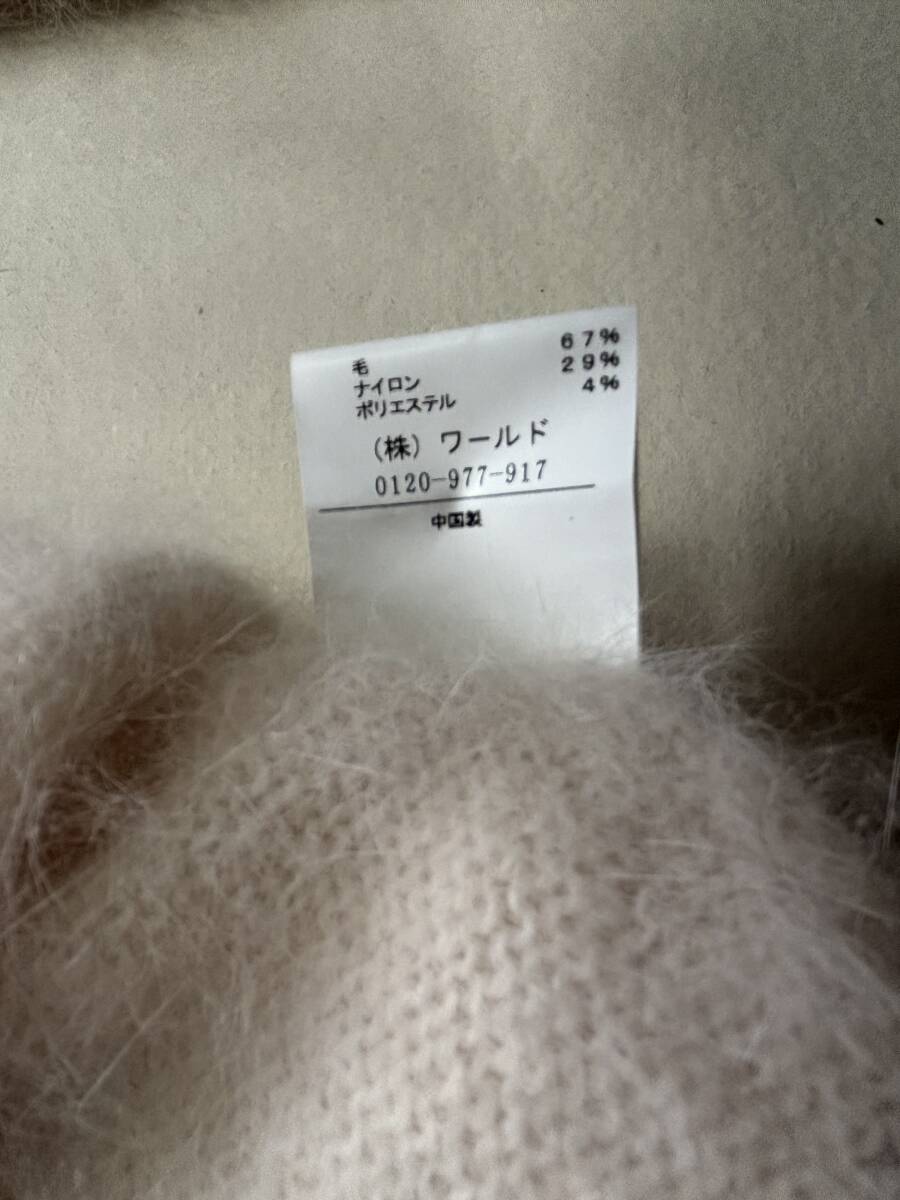 毛 67%
ナイロン 29%
ポリエステル 4%
(株) ワールド
0120-977-917
中国製